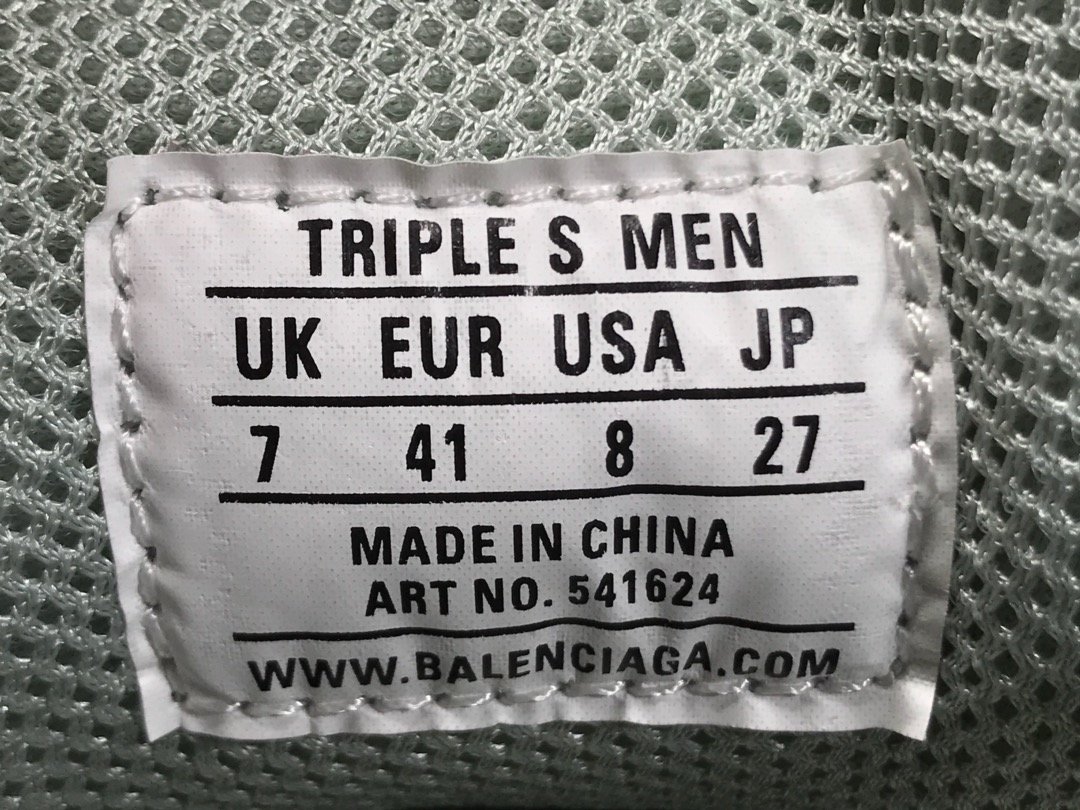 TRIPLE S MEN
UK EUR USA JP
7 41 8 27
MADE IN CHINA
ART NO. 541624
WWW.BALENCIAGA.COM